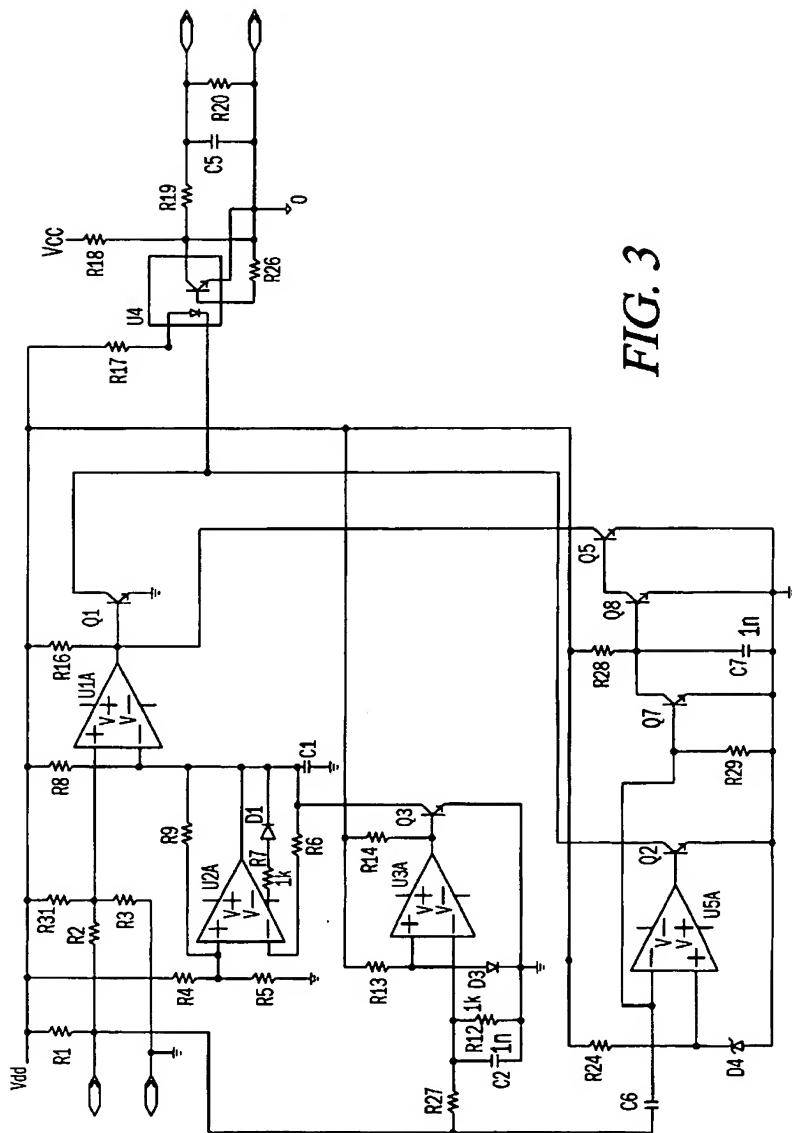 Vdd
R1
R2
R31
R3
R4
R5
R8
R9
U2A
+
−
V+
V−
R7
1k
D1
R6
C1
U1A
+
−
V+
V−
R16
Q1
R17
U4
VCC
R18
R19
R26
0
C5
R20
R27
C2
1n
R12
1k
D3
R13
U3A
+
−
V+
V−
R14
Q3
C6
R24
D4
U5A
−
+
V−
V+
Q2
R29
Q7
R28
C7
1n
Q8
Q5
FIG. 3